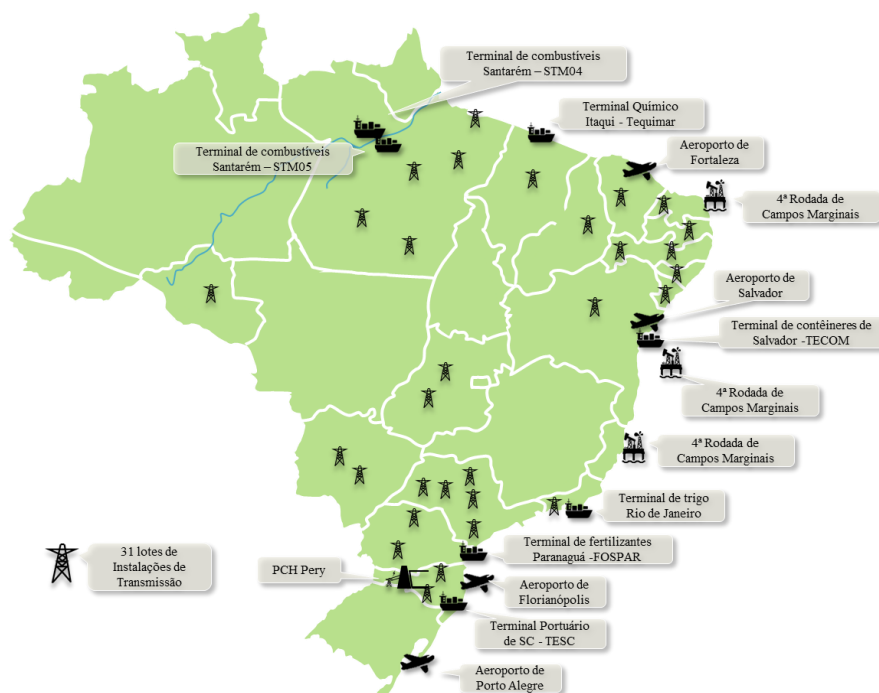 Terminal de combustíveis
Santarém – STM04
Terminal Químico
Itaqui - Tequimar
Terminal de combustíveis
Santarém – STM05
Aeroporto de
Fortaleza
4ª Rodada de
Campos Marginais
Aeroporto de
Salvador
Terminal de contêineres de
Salvador -TECOM
4ª Rodada de
Campos Marginais
4ª Rodada de
Campos Marginais
Terminal de trigo
Rio de Janeiro
31 lotes de
Instalações de
Transmissão
Terminal de fertilizantes
Paranaguá -FOSPAR
PCH Pery
Aeroporto de
Florianópolis
Terminal Portuário
de SC - TESC
Aeroporto de
Porto Alegre